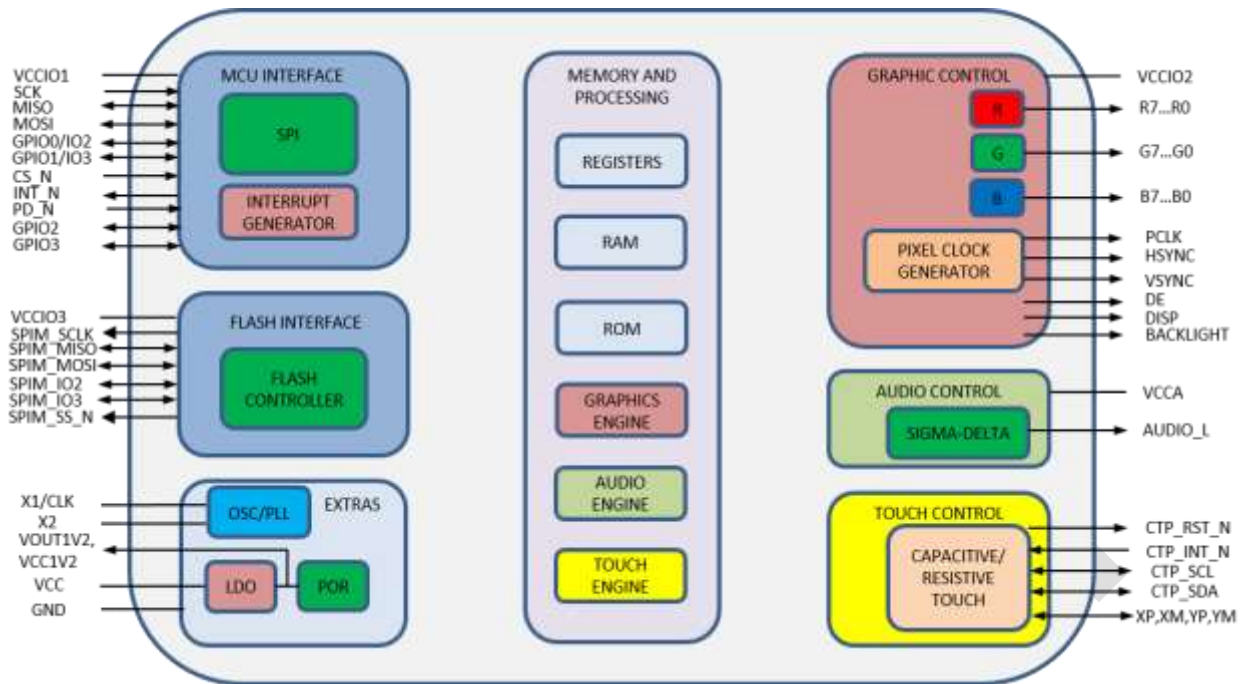 VCCIO1
SCK
MISO
MOSI
GPIO0/IO2
GPIO1/IO3
CS_N
INT_N
PD_N
GPIO2
GPIO3
MCU INTERFACE
SPI
INTERRUPT
GENERATOR
VCCIO3
SPIM_SCLK
SPIM_MISO
SPIM_MOSI
SPIM_IO2
SPIM_IO3
SPIM_SS_N
FLASH INTERFACE
FLASH
CONTROLLER
X1/CLK
X2
VOUT1V2,
VCC1V2
VCC
GND
OSC/PLL
EXTRAS
LDO
POR
MEMORY AND
PROCESSING
REGISTERS
RAM
ROM
GRAPHICS
ENGINE
AUDIO
ENGINE
TOUCH
ENGINE
GRAPHIC CONTROL
R
G
B
PIXEL CLOCK
GENERATOR
VCCIO2
R7...R0
G7...G0
B7...B0
PCLK
HSYNC
VSYNC
DE
DISP
BACKLIGHT
AUDIO CONTROL
SIGMA-DELTA
VCCA
AUDIO_L
TOUCH CONTROL
CAPACITIVE/
RESISTIVE
TOUCH
CTP_RST_N
CTP_INT_N
CTP_SCL
CTP_SDA
XP,XM,YP,YM